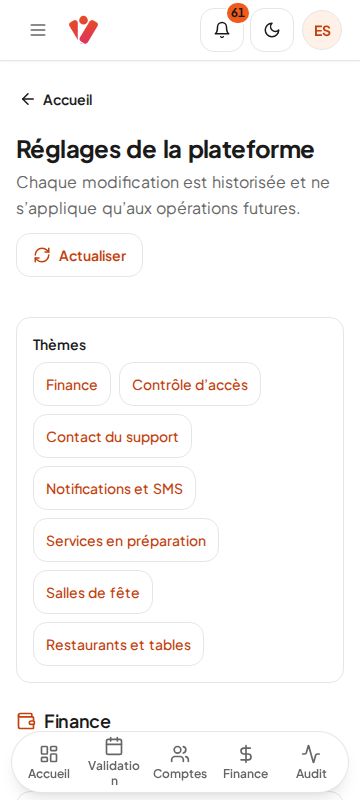 61
ES
Accueil
Réglages de la plateforme
Chaque modification est historisée et ne
s’applique qu’aux opérations futures.
Actualiser
Thèmes
Finance
Contrôle d’accès
Contact du support
Notifications et SMS
Services en préparation
Salles de fête
Restaurants et tables
Finance
Accueil
Validatio
n
Comptes
Finance
Audit